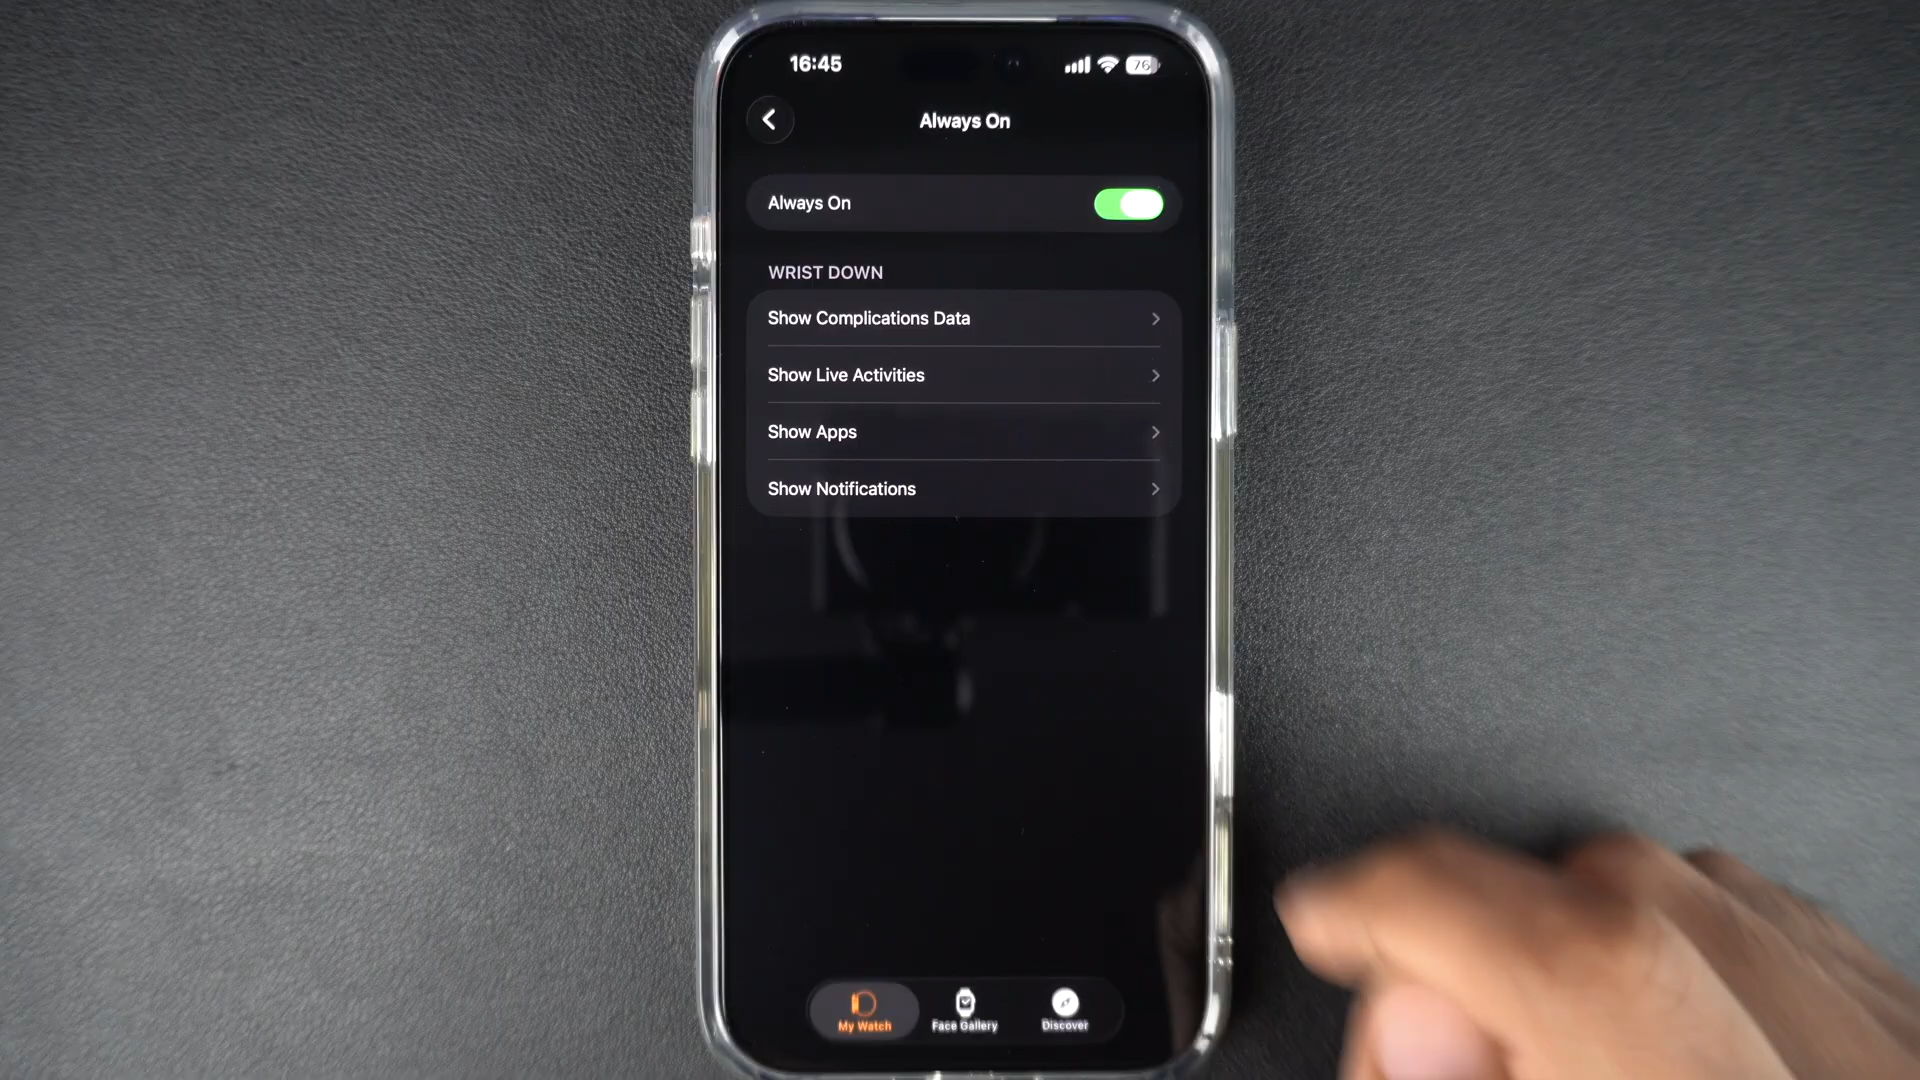 16:45
76
Always On
Always On
WRIST DOWN
Show Complications Data
Show Live Activities
Show Apps
Show Notifications
My Watch
Face Gallery
Discover